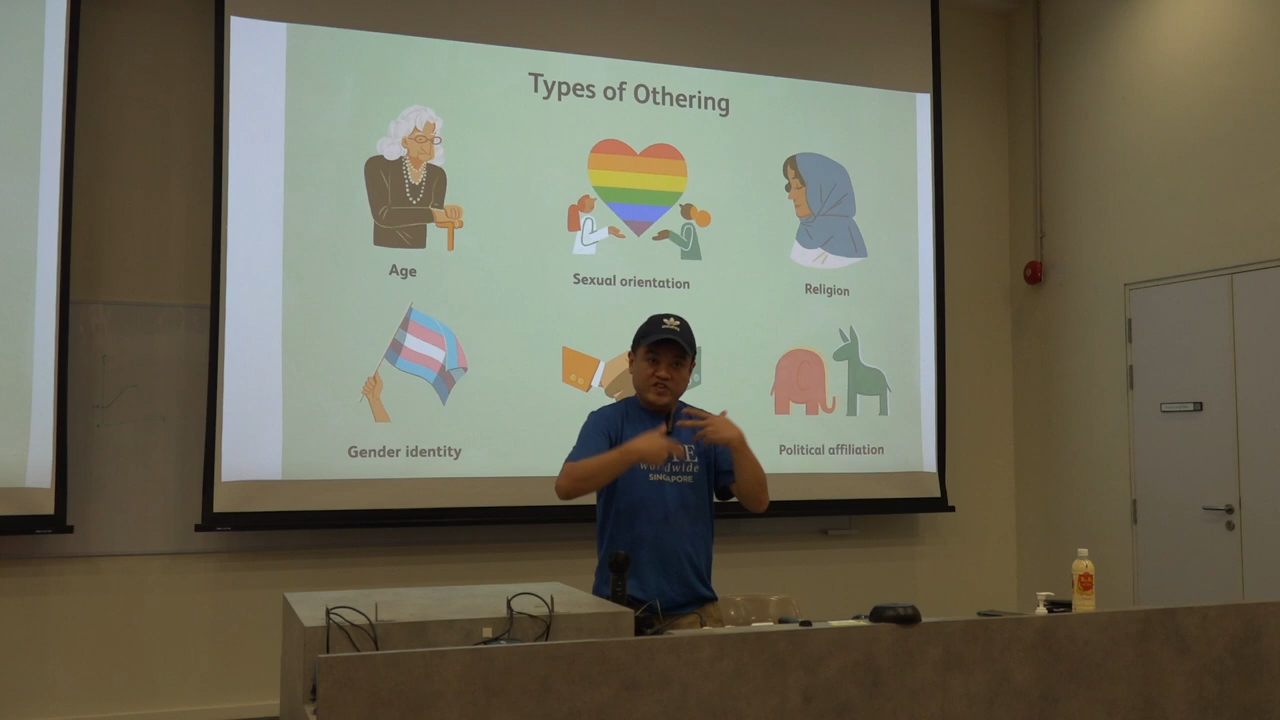 Types of Othering
Age
Sexual orientation
Religion
Gender identity
Political affiliation
worldwide
SINGAPORE